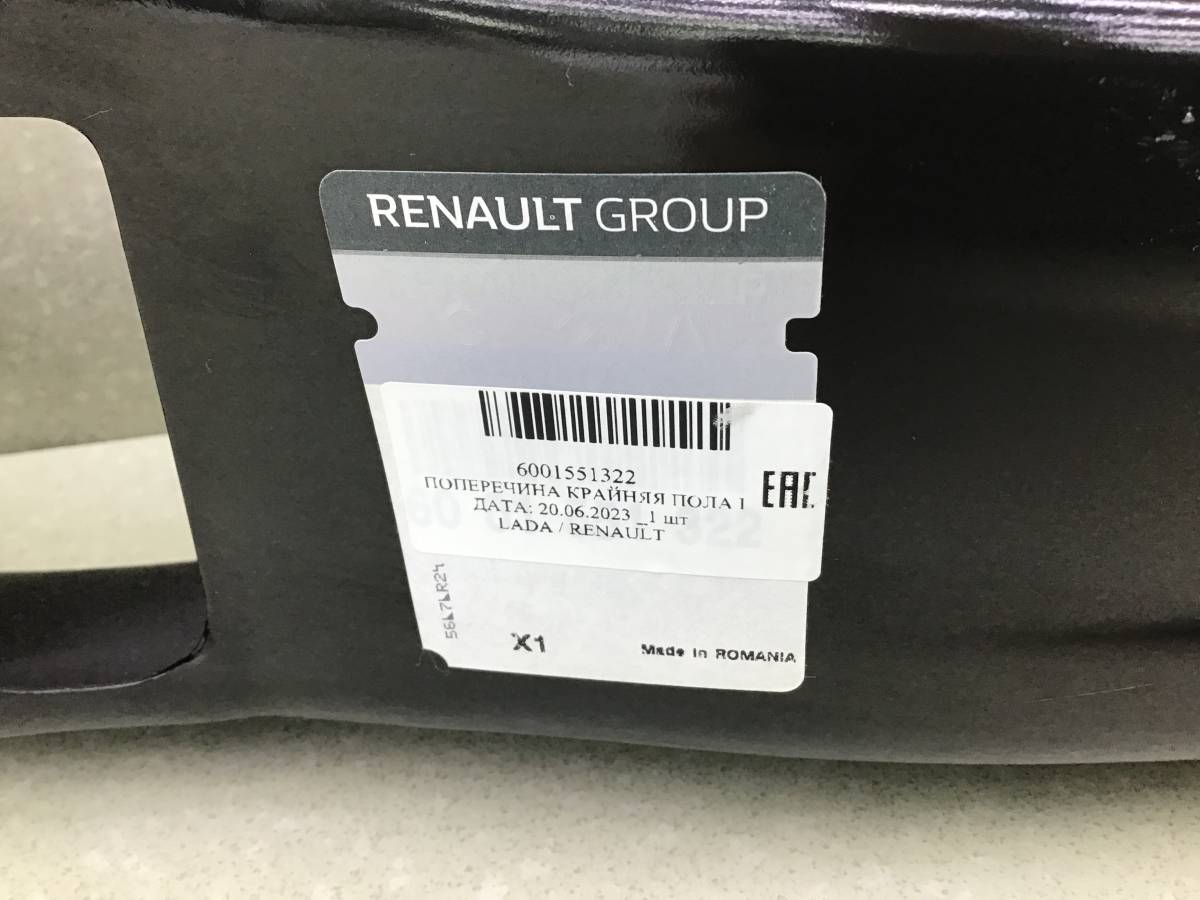 RENAULT GROUP
6001551322
ПОПЕРЕЧИНА КРАЙНЯЯ ПОЛА
EAC
ДАТА: 20.06.2023 _1 шт
LADA / RENAULT
X1
Made in ROMANIA